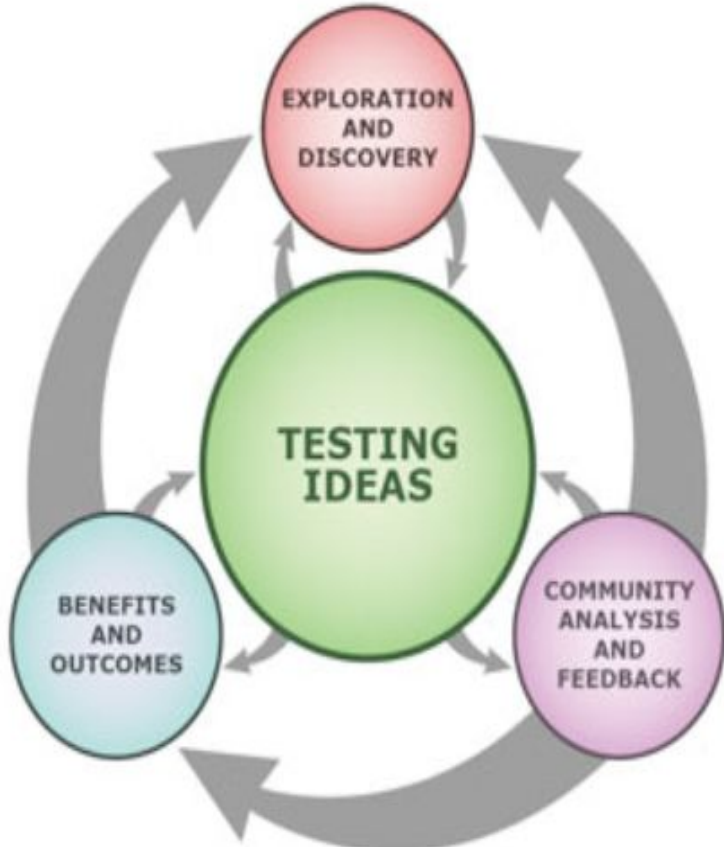 EXPLORATION
AND
DISCOVERY
TESTING
IDEAS
BENEFITS
AND
OUTCOMES
COMMUNITY
ANALYSIS
AND
FEEDBACK